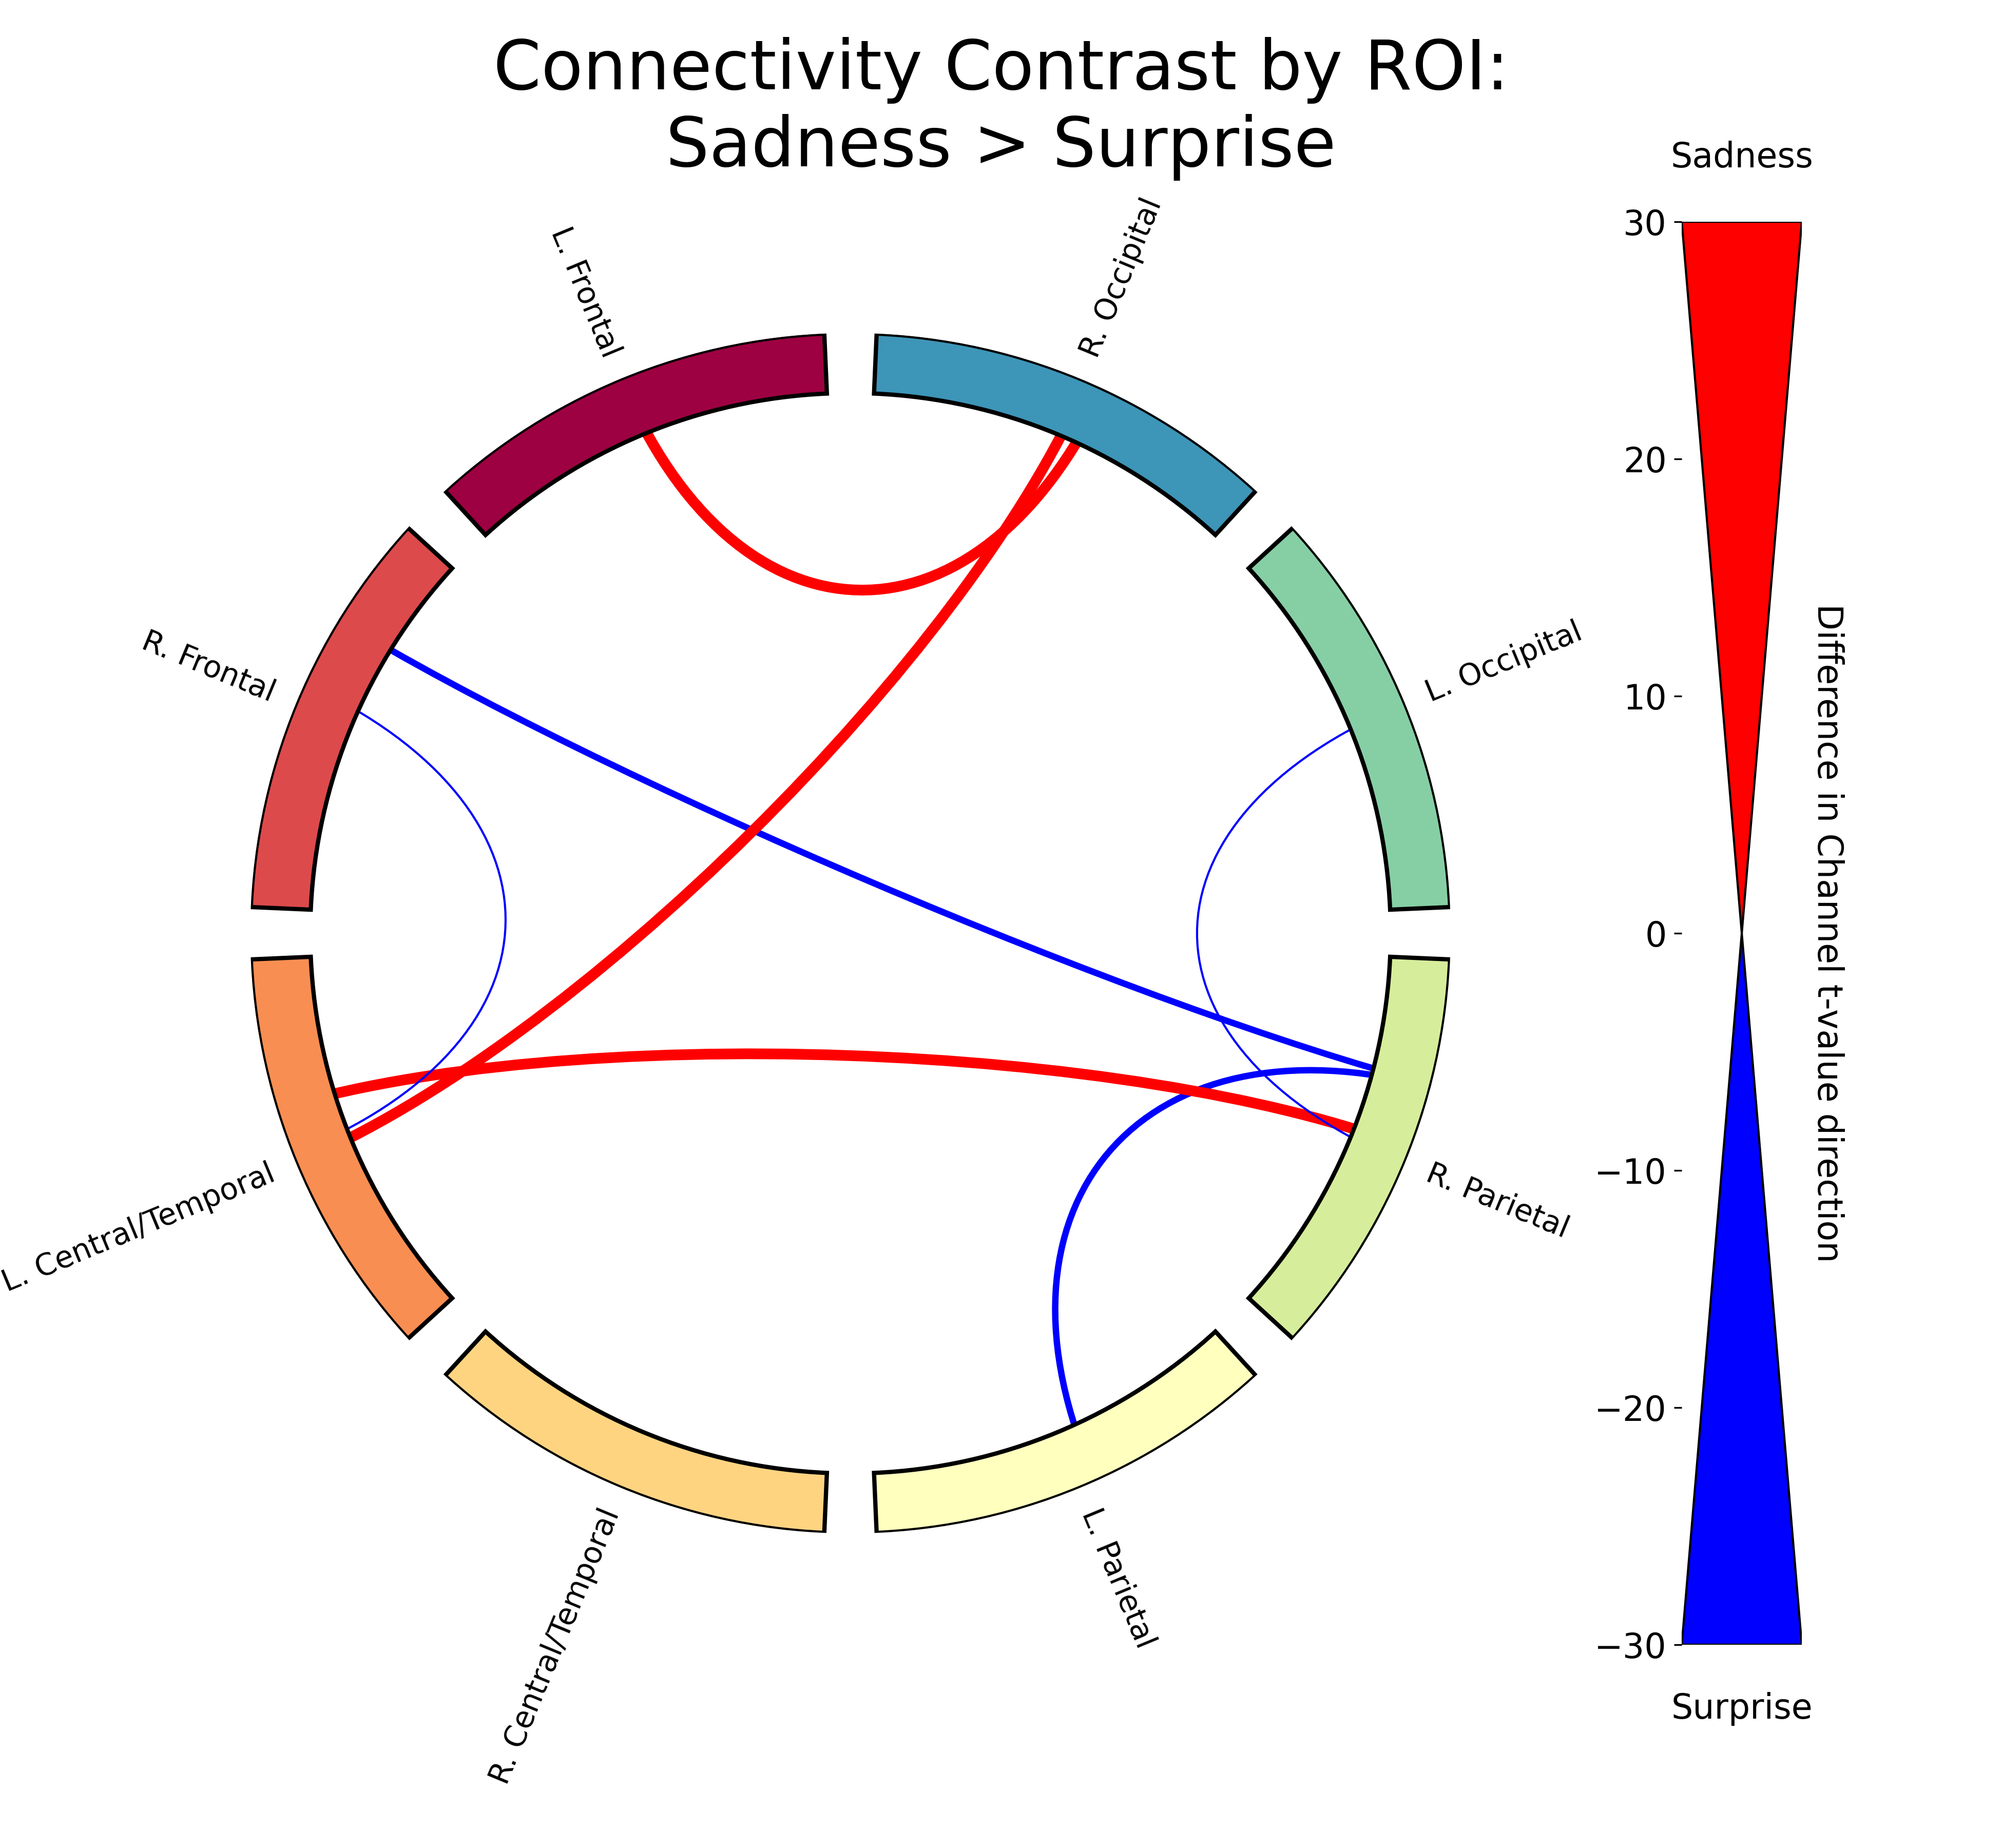 Connectivity Contrast by ROI:
Sadness > Surprise
Sadness
L. Frontal
R. Occipital
R. Frontal
L. Occipital
L. Central/Temporal
R. Parietal
R. Central/Temporal
L. Parietal
30
20
10
0
−10
−20
−30
Difference in Channel t-value direction
Surprise